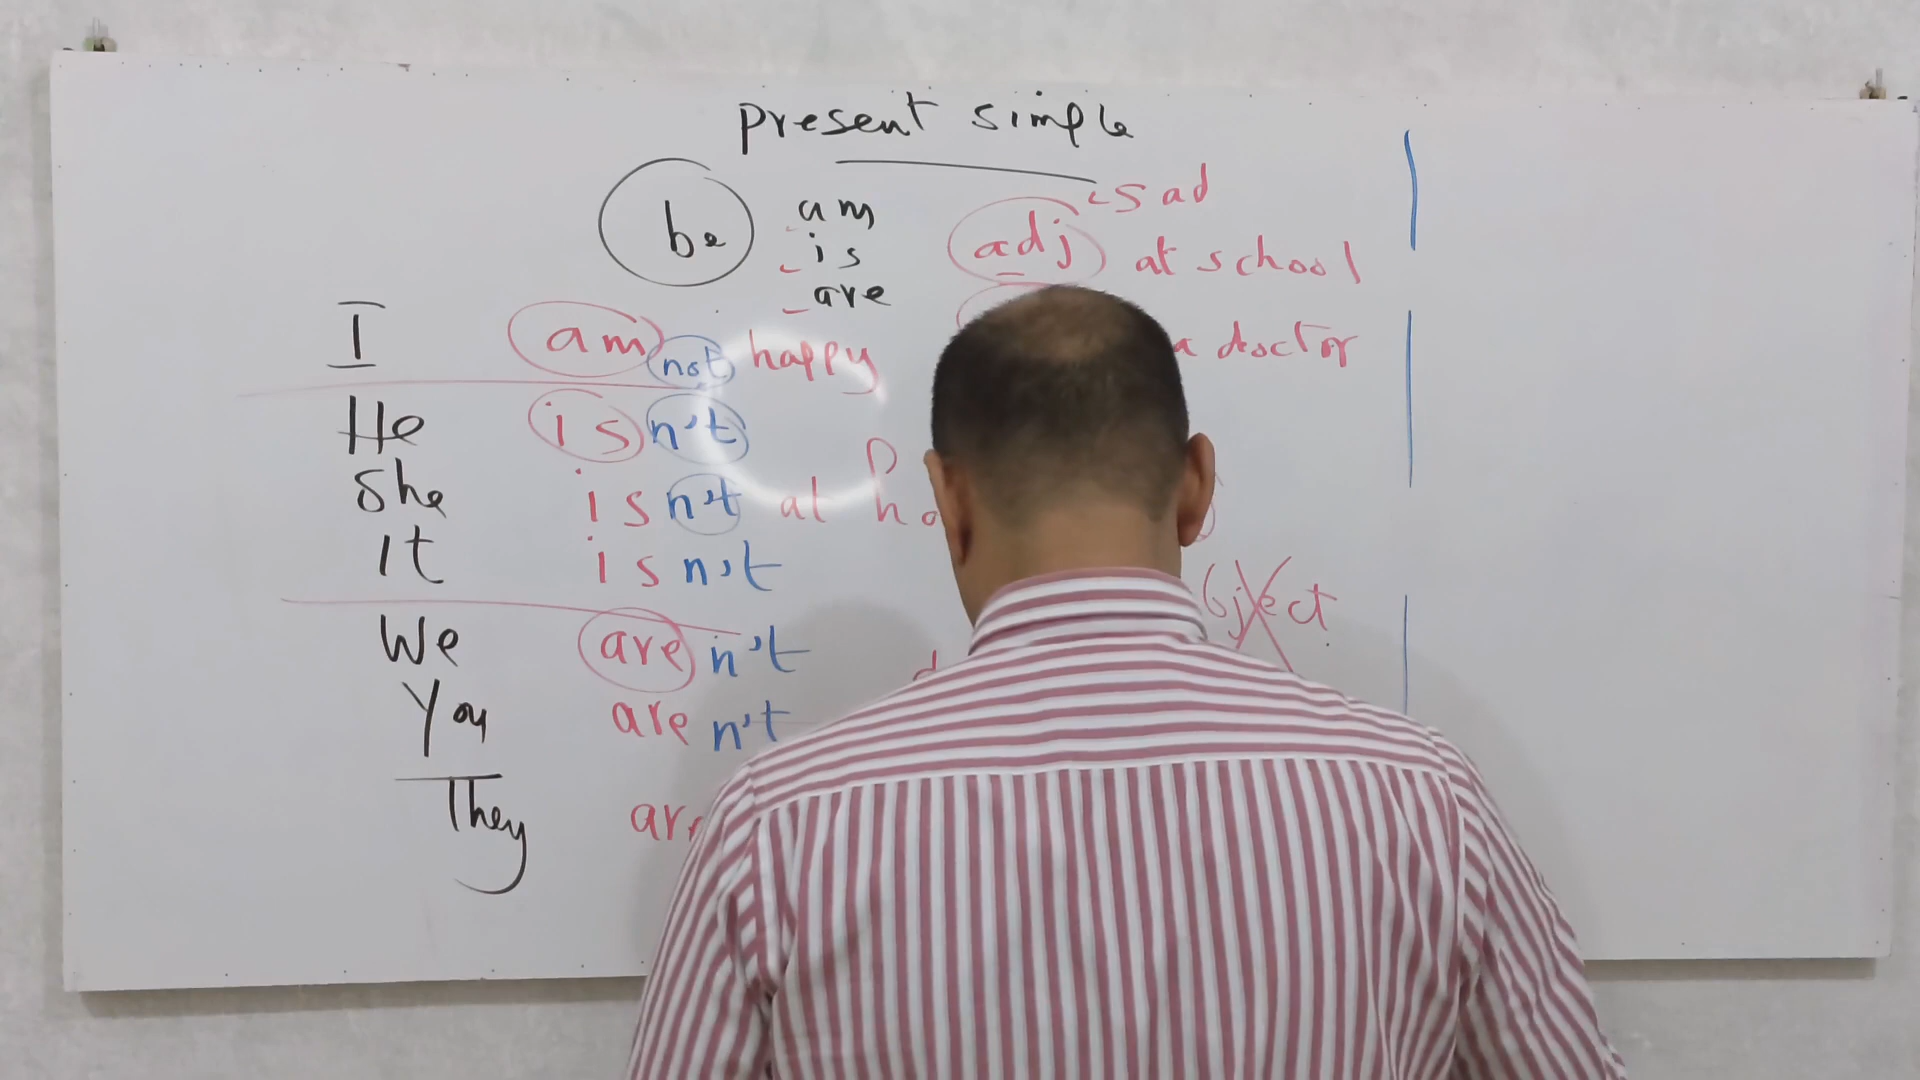 present simple
be am
is
are
adj sad
at school
a doctor
I am not happy
He isn't
She isn't at
It isn't
We aren't
You aren't
They